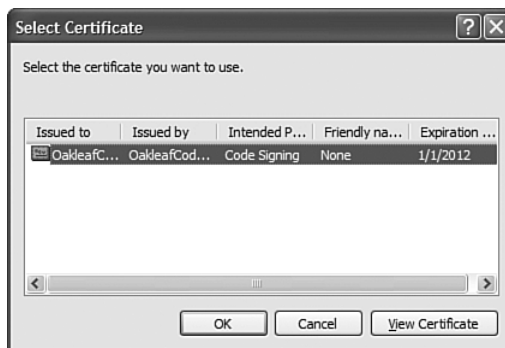 Select Certificate
Select the certificate you want to use.
Issued to Issued by Intended P... Friendly na... Expiration ...
OakleafC... OakleafCod... Code Signing None 1/1/2012
OK Cancel View Certificate